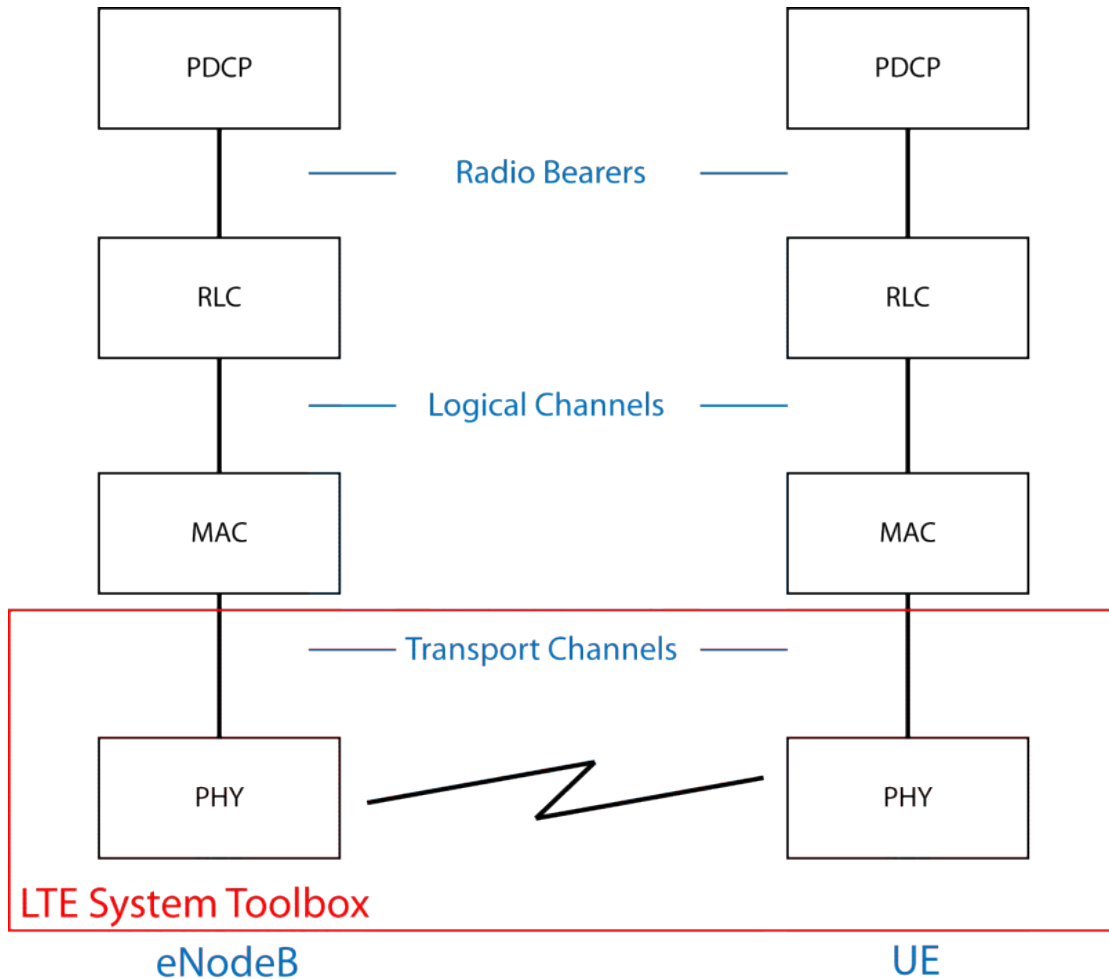 PDCP
PDCP
Radio Bearers
RLC
RLC
Logical Channels
MAC
MAC
Transport Channels
PHY
PHY
LTE System Toolbox
eNodeB
UE